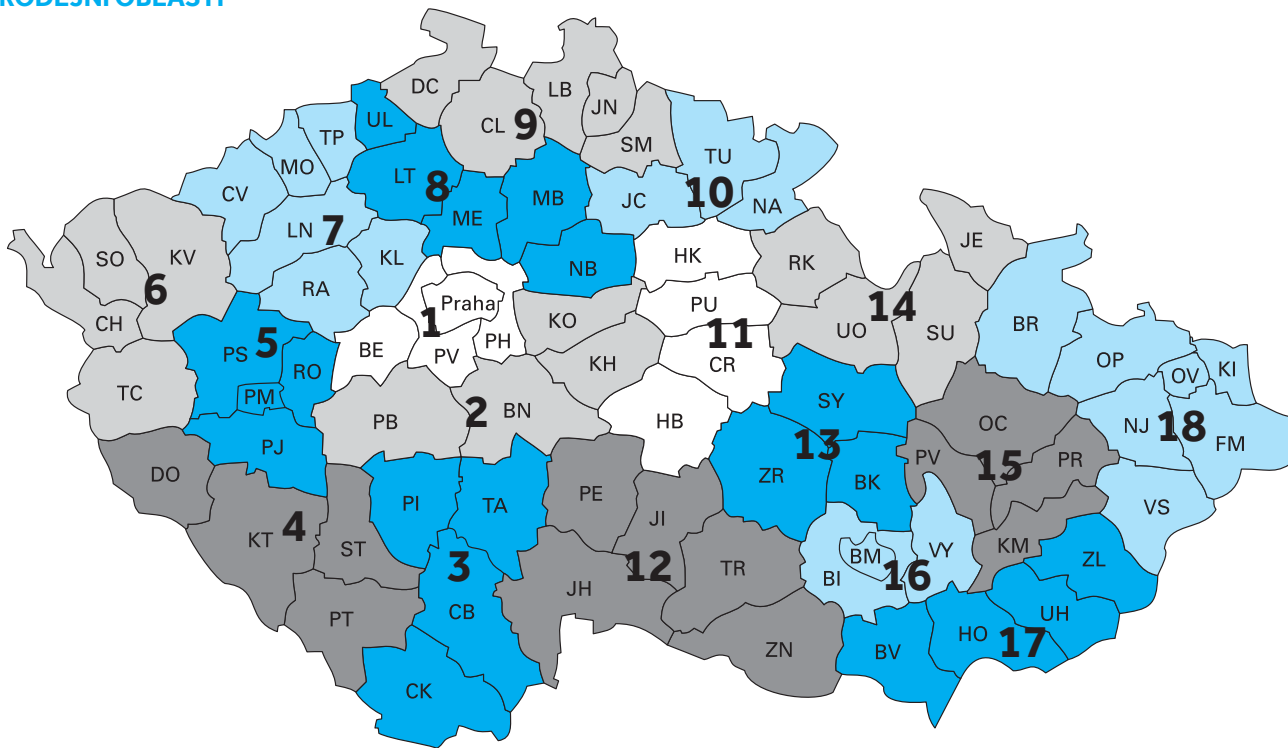 RODEJNÍ OBLASTI
DC
LB
JN
UL
CL
9
TP
SM
MO
TU
LT
8
CV
MB
JC
10
ME
NA
LN
7
JE
SO
KV
KL
HK
RK
6
NB
RA
Praha
PU
14
CH
1
KO
11
UO
SU
BR
5
PH
PS
BE
PV
OP
RO
KH
CR
OV
KI
TC
PM
SY
2
BN
PB
HB
OC
NJ
18
PJ
13
FM
PV
15
PR
DO
ZR
BK
PE
PI
TA
VS
JI
4
KT
ST
BM
VY
KM
ZL
3
12
TR
BI
16
JH
CB
UH
PT
HO
17
ZN
BV
CK